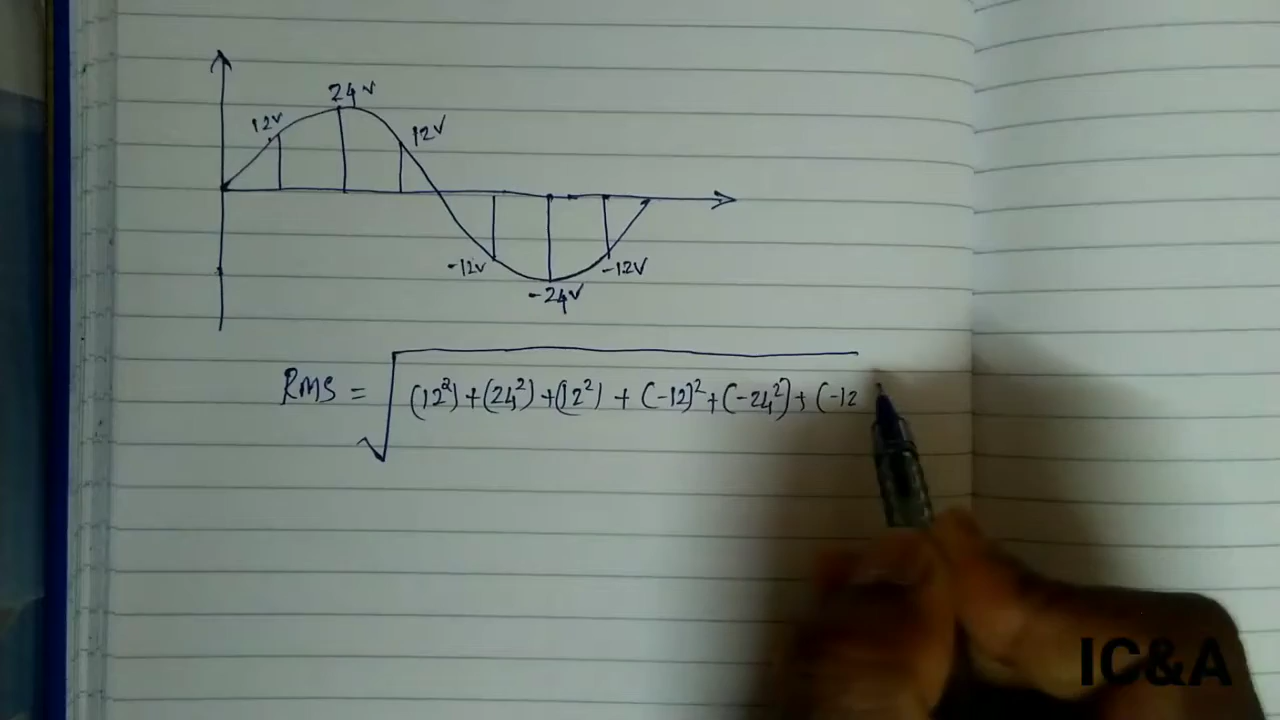 24V
12V
12V
-12V
-12V
-24V
RMS = √(12²)+(24²)+(12²) + (-12)²+(-24²)+(-12
IC&A